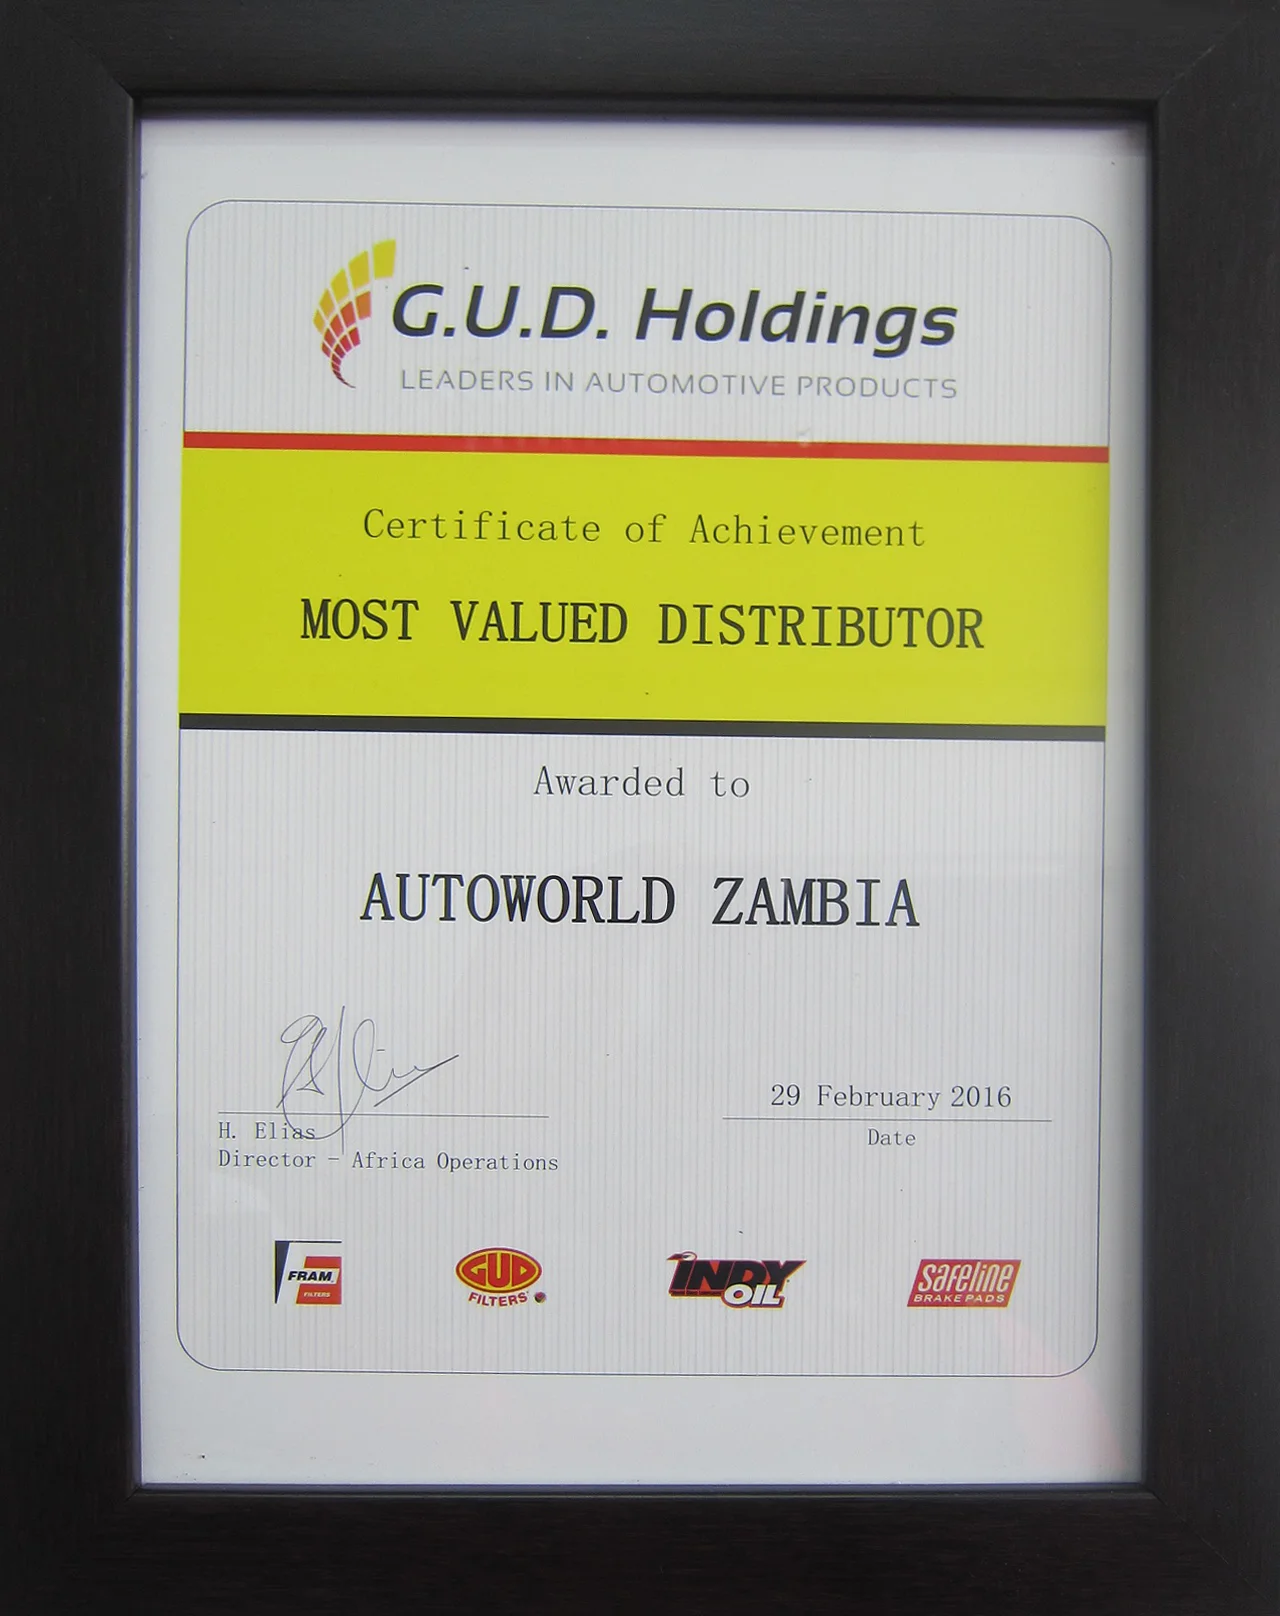 G.U.D. Holdings
LEADERS IN AUTOMOTIVE PRODUCTS
Certificate of Achievement
MOST VALUED DISTRIBUTOR
Awarded to
AUTOWORLD ZAMBIA
29 February 2016
H. Elias
Date
Director - Africa Operations
FRAM
FILTERS
GUD
FILTERS
INDY
OIL
Safeline
BRAKE PADS